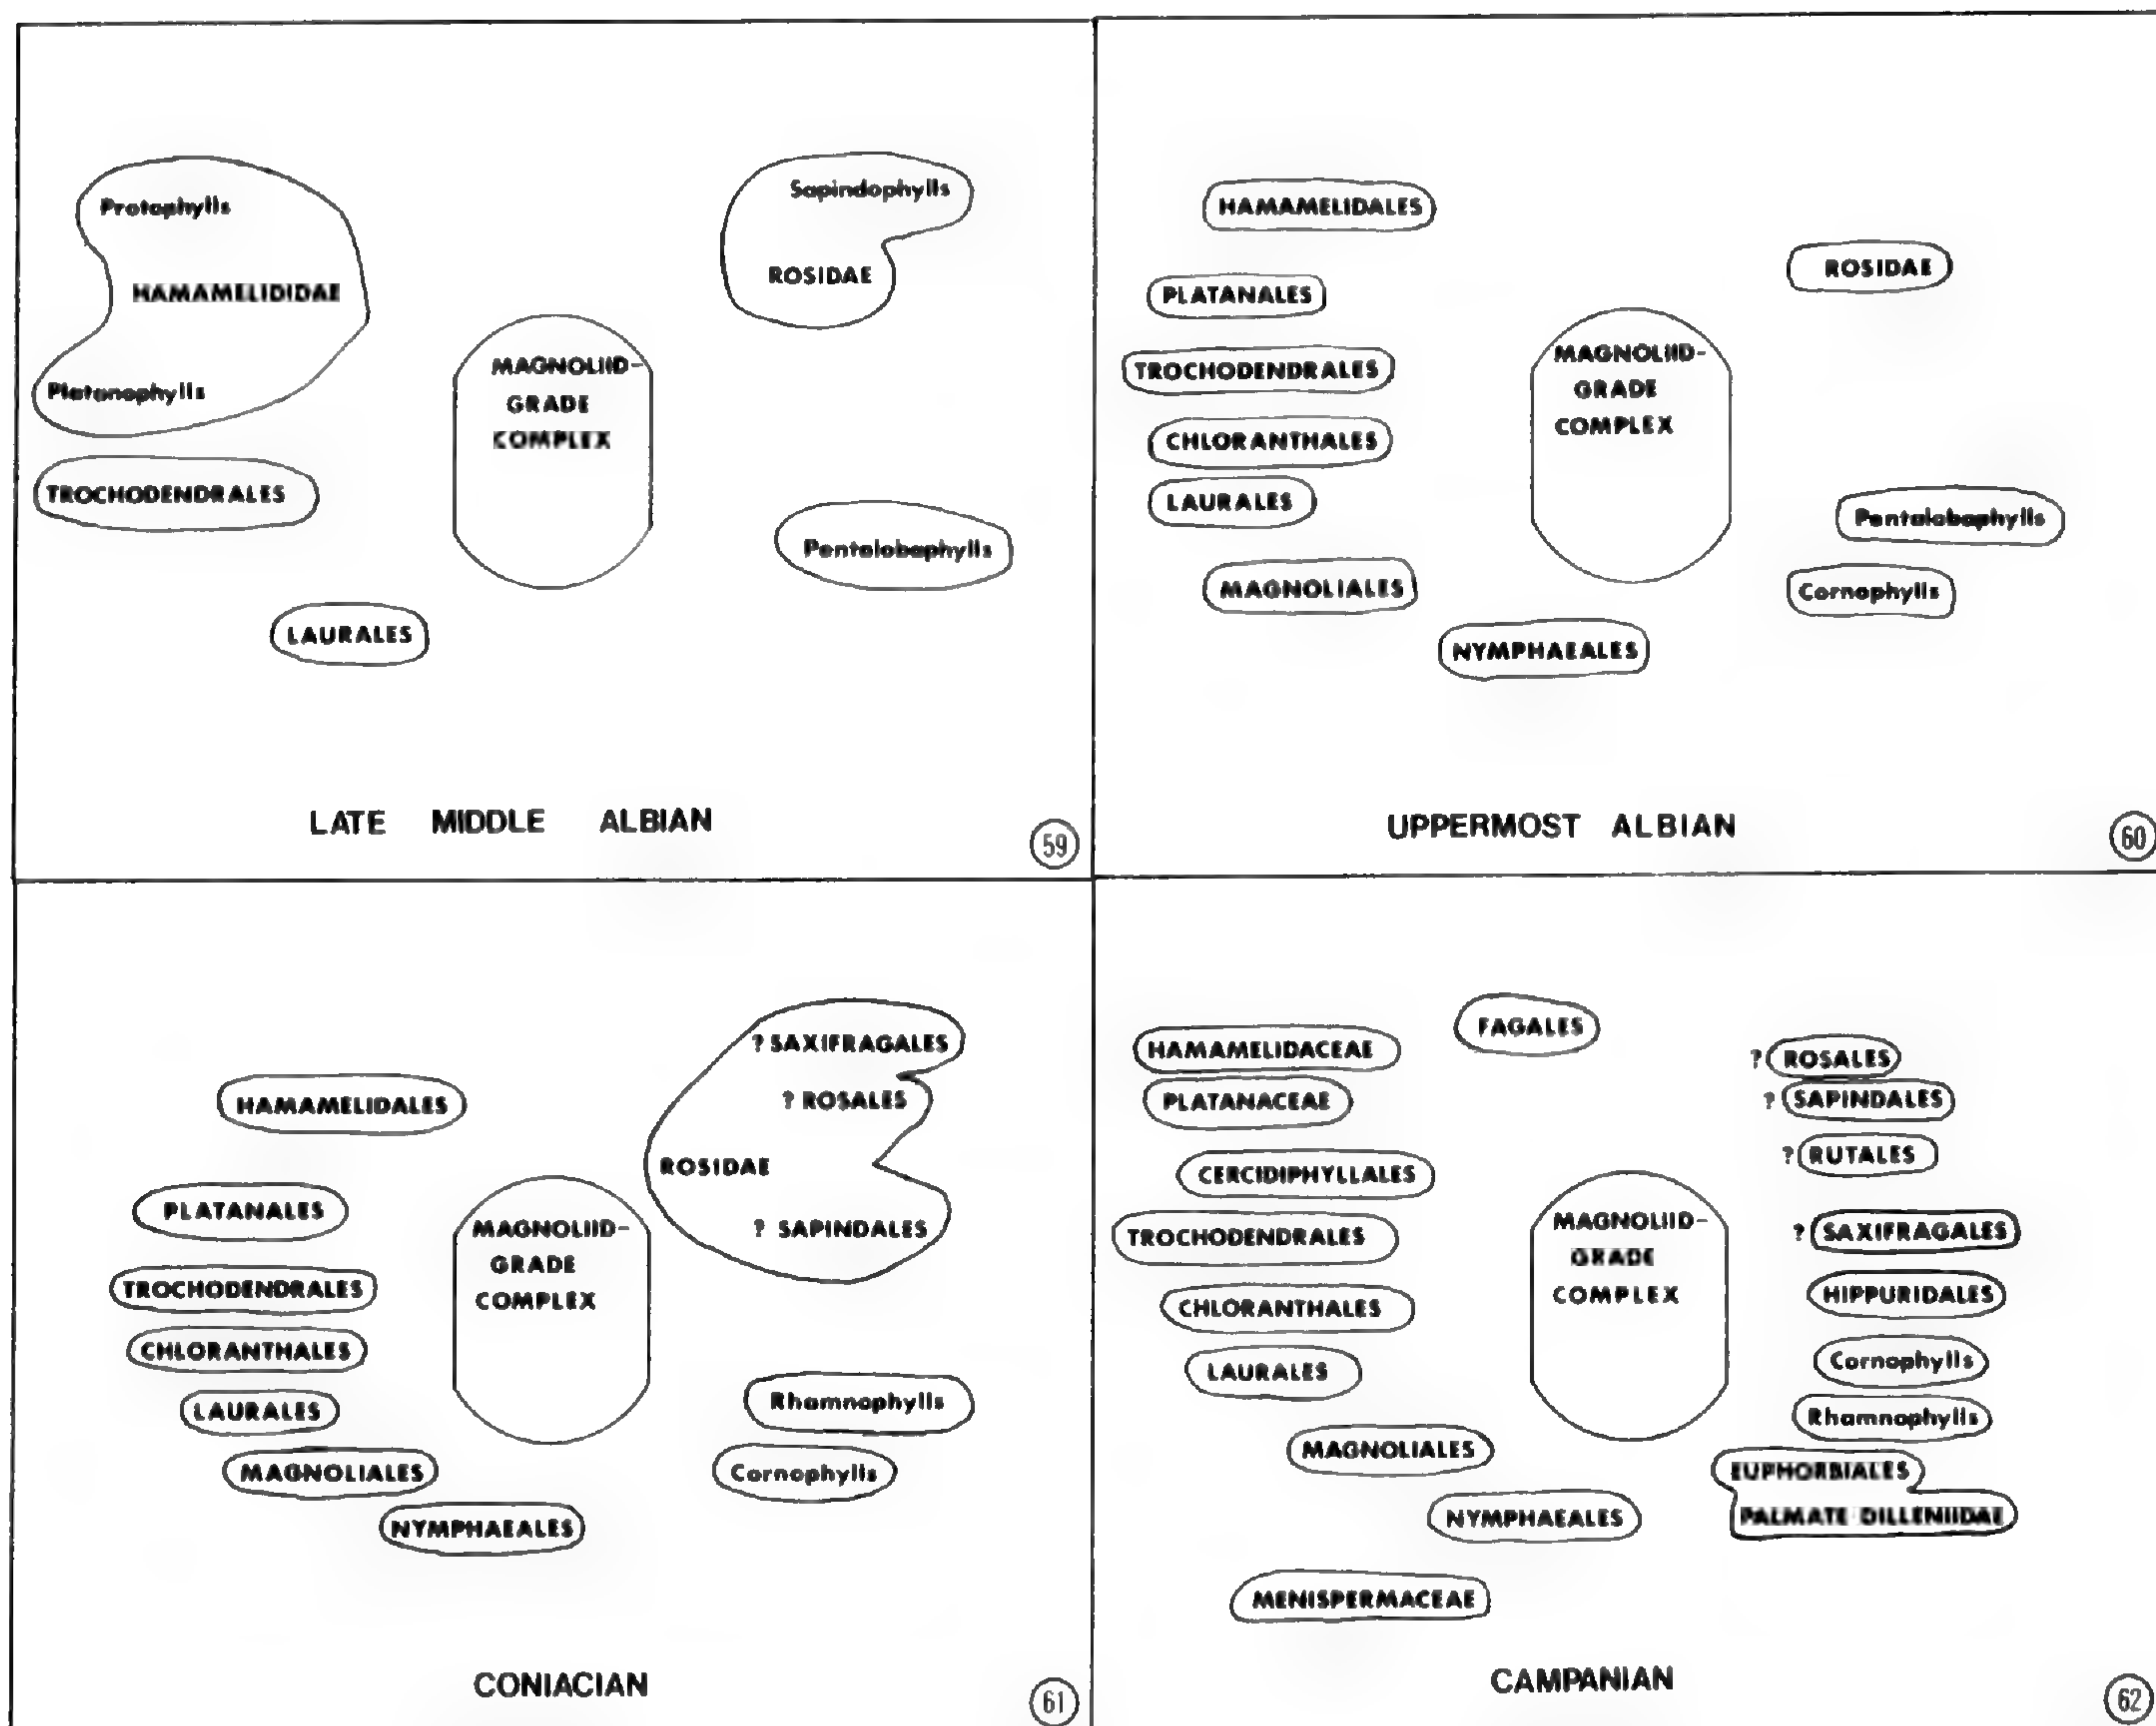 Protophylls
HAMAMELIDIDAE
Platanophylls
TROCHODENDRALES
LAURALES
MAGNOLIID-
GRADE
COMPLEX
Sapindophylls
ROSIDAE
Pentalobaphylls
LATE MIDDLE ALBIAN
59
HAMAMELIDALES
PLATANALES
TROCHODENDRALES
CHLORANTHALES
LAURALES
MAGNOLIALES
NYMPHAEALES
MAGNOLIID-
GRADE
COMPLEX
ROSIDAE
Pentalobaphylls
Cornophylls
UPPERMOST ALBIAN
60
HAMAMELIDALES
PLATANALES
TROCHODENDRALES
CHLORANTHALES
LAURALES
MAGNOLIALES
NYMPHAEALES
MAGNOLIID-
GRADE
COMPLEX
? SAXIFRAGALES
? ROSALES
ROSIDAE
? SAPINDALES
Rhamnophylls
Cornophylls
CONIACIAN
61
FAGALES
HAMAMELIDACEAE
PLATANACEAE
CERCIDIPHYLLALES
TROCHODENDRALES
CHLORANTHALES
LAURALES
MAGNOLIALES
NYMPHAEALES
MENISPERMACEAE
MAGNOLIID-
GRADE
COMPLEX
? ROSALES
? SAPINDALES
? RUTALES
? SAXIFRAGALES
HIPPURIDALES
Cornophylls
Rhamnophylls
EUPHORBIALES
PALMATE DILLENIIDAE
CAMPANIAN
62